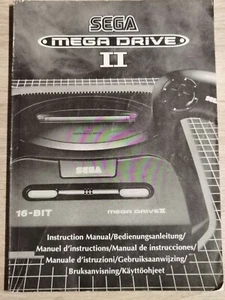 SEGA
MEGA DRIVE
II
SEGA
16-BIT
MEGA DRIVE II
Instruction Manual/Bedienungsanleitung/
Manuel d'instructions/Manual de instrucciones/
Manuale d'istruzioni/Gebruiksaanwijzing/
Bruksanvisning/Käyttöohjeet